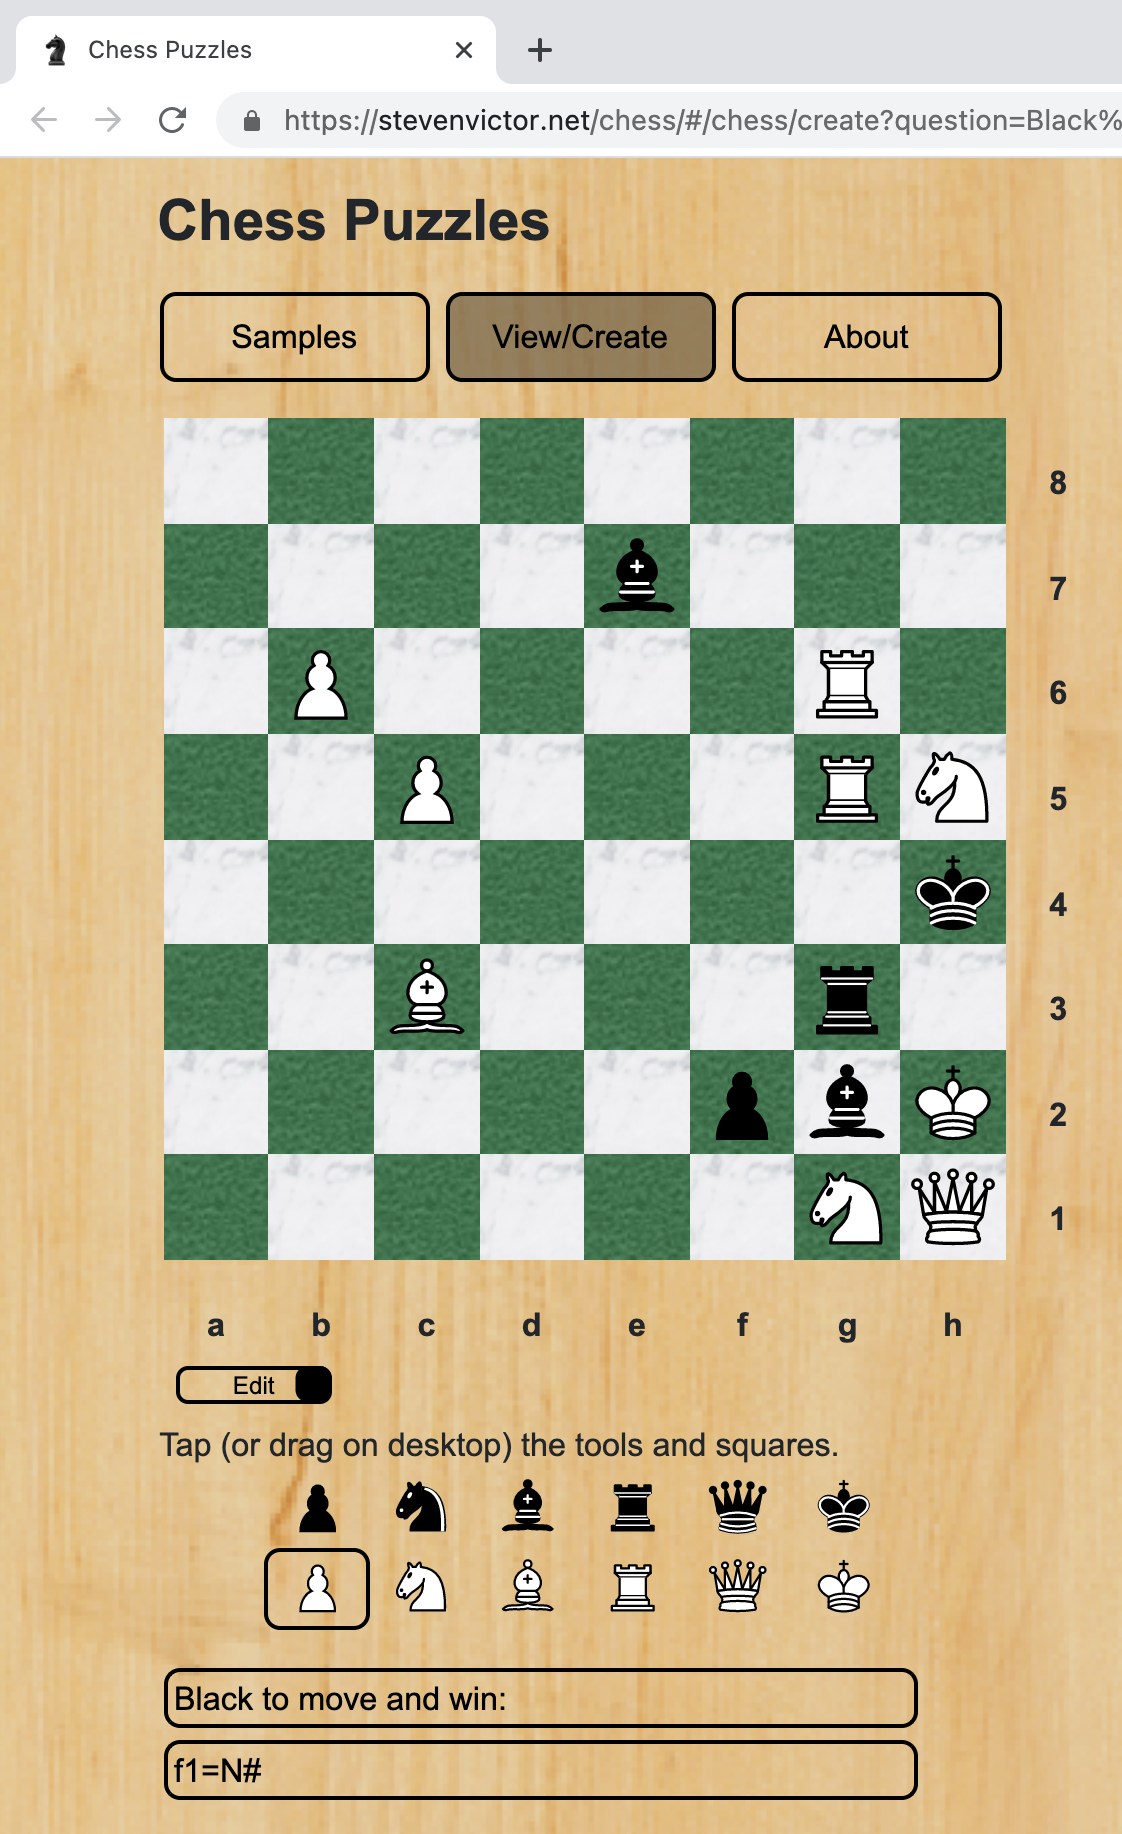 Chess Puzzles
https://stevenvictor.net/chess/#/chess/create?question=Black%
Chess Puzzles
Samples View/Create About
8
7
6
5
4
3
2
1
a b c d e f g h
Edit
Tap (or drag on desktop) the tools and squares.
Black to move and win:
f1=N#